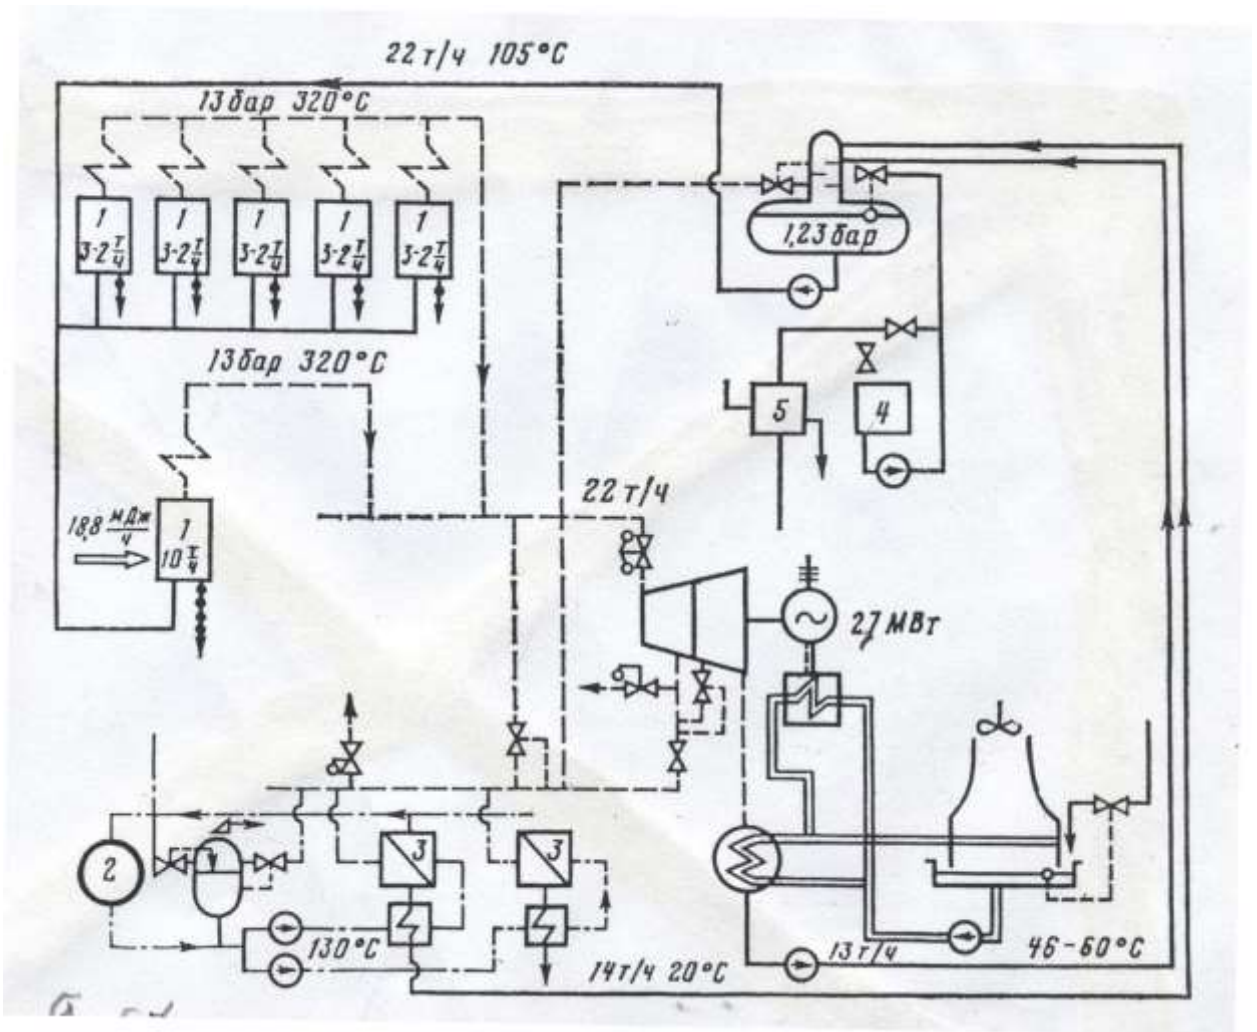 22 т/ч 105°С
13 бар 320°С
1
3-2 т/ч
1
3-2 т/ч
1
3-2 т/ч
1
3-2 т/ч
1
3-2 т/ч
1,23 бар
13 бар 320°С
5
4
22 т/ч
18,8 мДж/ч
1
10 т/ч
~
2,7 МВт
2
3
3
130°С
13 т/ч
46-60°С
14 т/ч 20°С